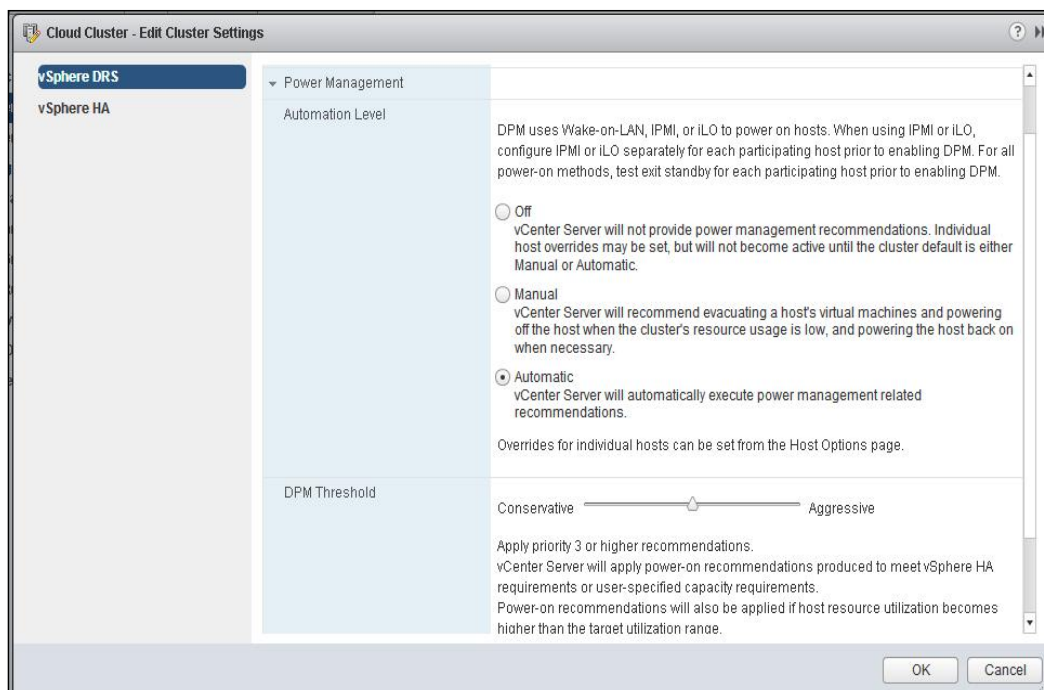 Cloud Cluster - Edit Cluster Settings
?
vSphere DRS
vSphere HA
Power Management
Automation Level
DPM uses Wake-on-LAN, IPMI, or iLO to power on hosts. When using IPMI or iLO,
configure IPMI or iLO separately for each participating host prior to enabling DPM. For all
power-on methods, test exit standby for each participating host prior to enabling DPM.
Off
vCenter Server will not provide power management recommendations. Individual
host overrides may be set, but will not become active until the cluster default is either
Manual or Automatic.
Manual
vCenter Server will recommend evacuating a host's virtual machines and powering
off the host when the cluster's resource usage is low, and powering the host back on
when necessary.
Automatic
vCenter Server will automatically execute power management related
recommendations.
Overrides for individual hosts can be set from the Host Options page.
DPM Threshold
Conservative Aggressive
Apply priority 3 or higher recommendations.
vCenter Server will apply power-on recommendations produced to meet vSphere HA
requirements or user-specified capacity requirements.
Power-on recommendations will also be applied if host resource utilization becomes
higher than the target utilization range.
OK Cancel